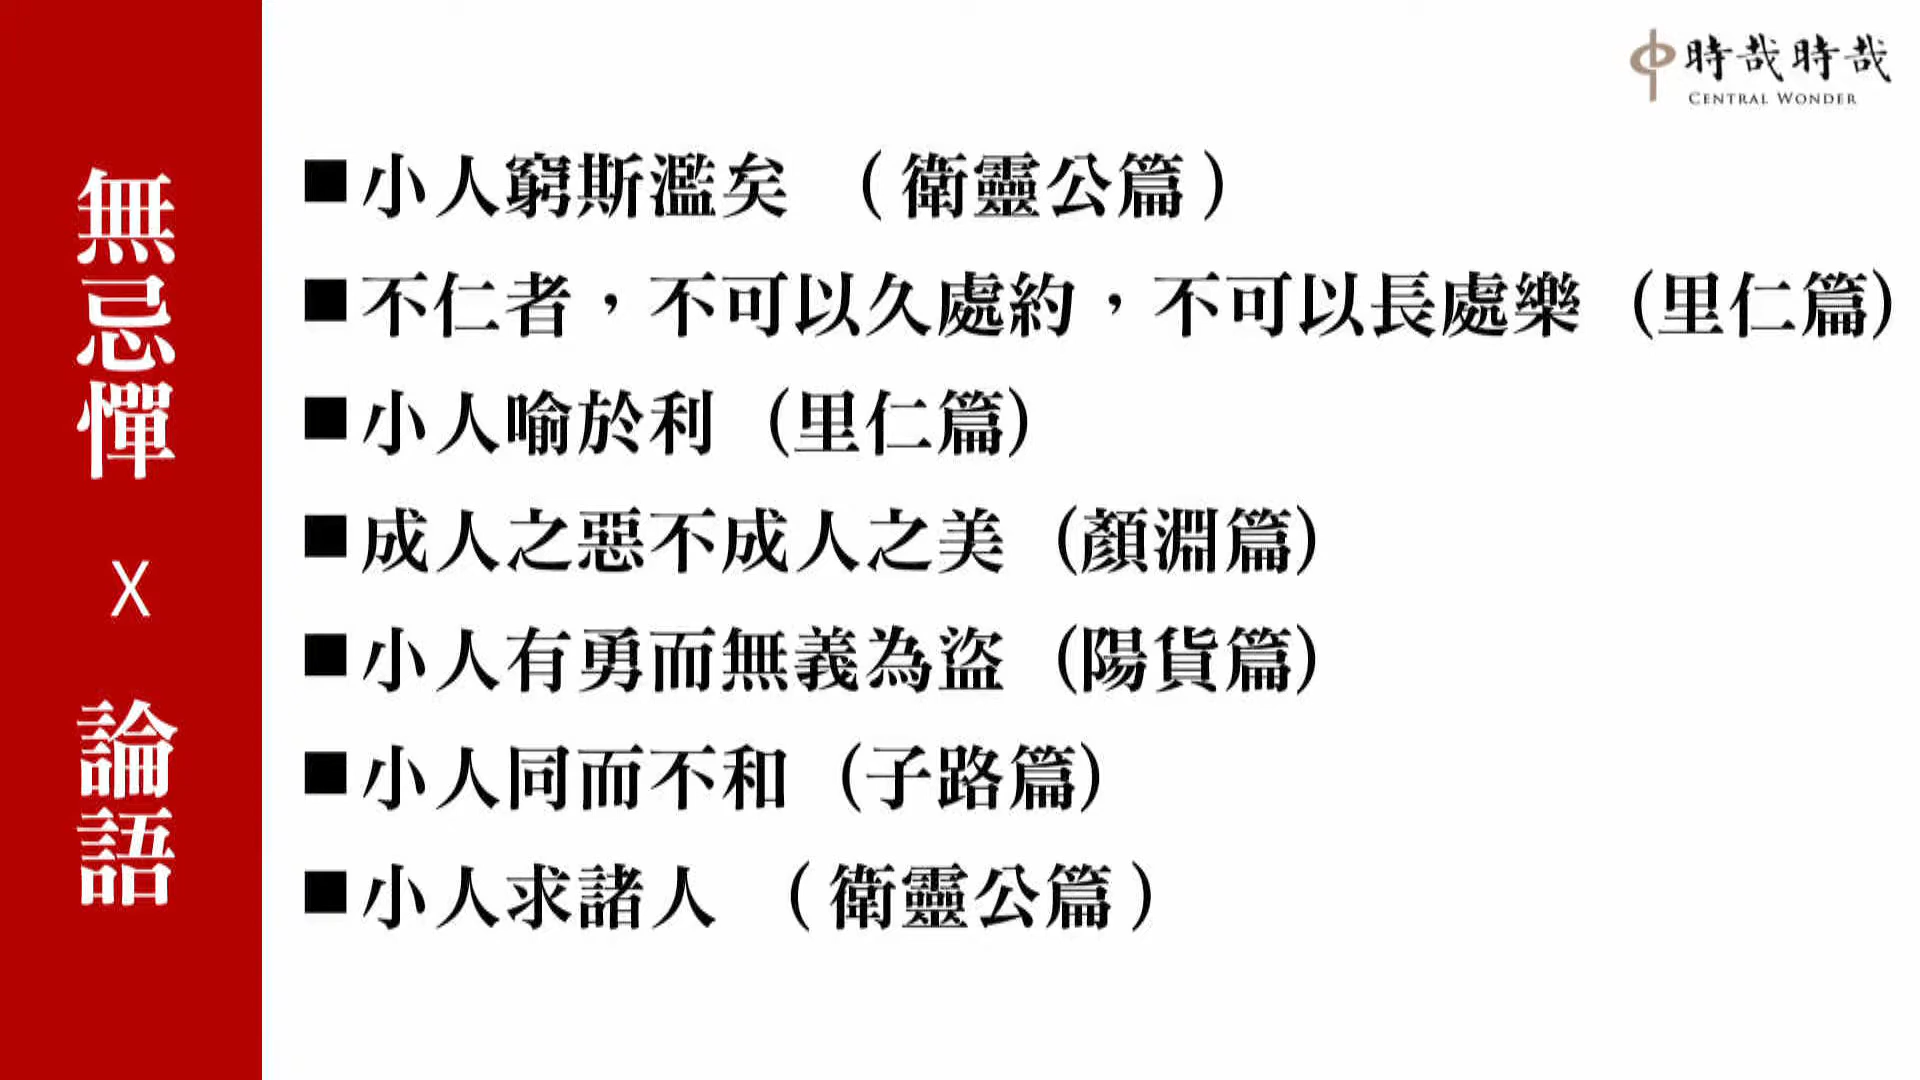 無忌憚 X 論語
時哉時哉
CENTRAL WONDER
■小人窮斯濫矣 （衛靈公篇）
■不仁者，不可以久處約，不可以長處樂 (里仁篇)
■小人喻於利 (里仁篇)
■成人之惡不成人之美 (顏淵篇)
■小人有勇而無義為盜 (陽貨篇)
■小人同而不和 (子路篇)
■小人求諸人 （衛靈公篇）